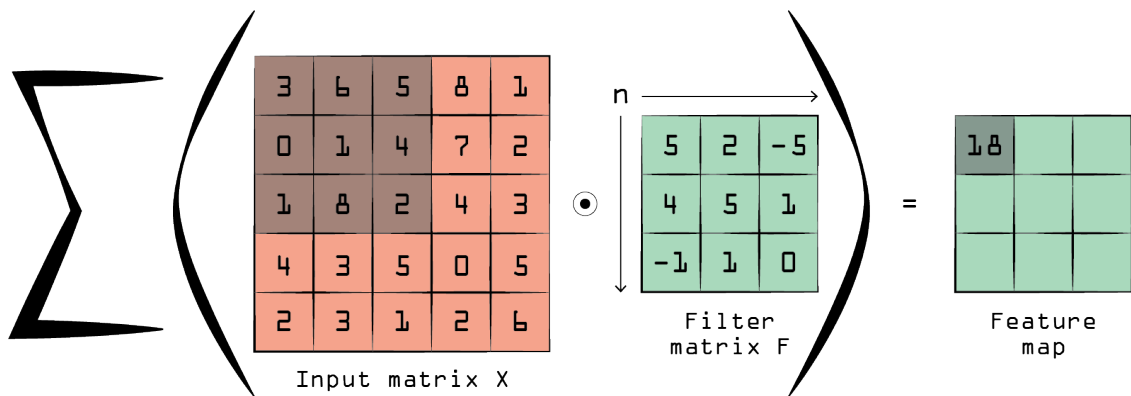 3 6 5 8 1
0 1 4 7 2
1 8 2 4 3
4 3 5 0 5
2 3 1 2 6
Input matrix X
n
5 2 -5
4 5 1
-1 1 0
Filter
matrix F
=
18
Feature
map